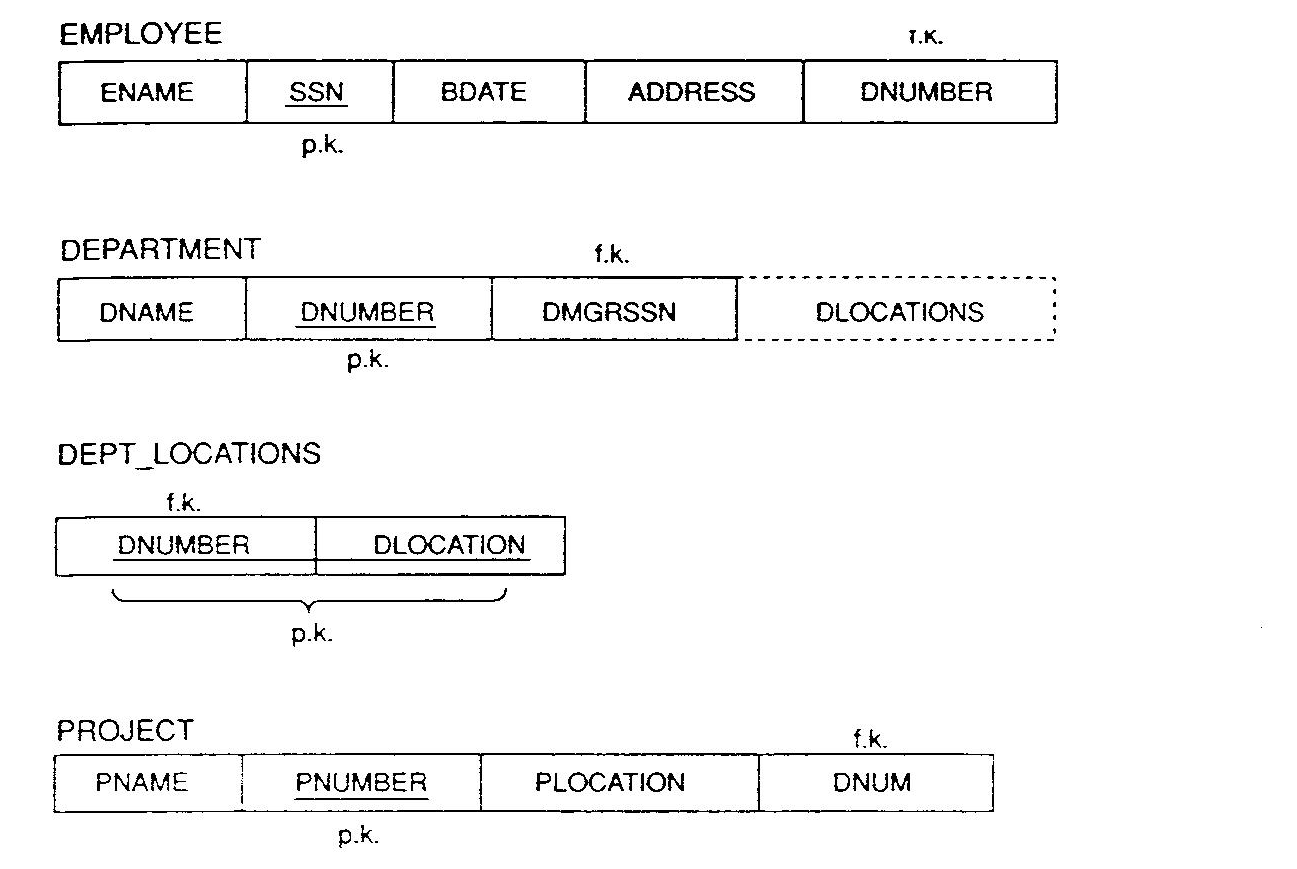 EMPLOYEE
f.k.
ENAME SSN BDATE ADDRESS DNUMBER
p.k.
DEPARTMENT
f.k.
DNAME DNUMBER DMGRSSN DLOCATIONS
p.k.
DEPT_LOCATIONS
f.k.
DNUMBER DLOCATION
p.k.
PROJECT
f.k.
PNAME PNUMBER PLOCATION DNUM
p.k.